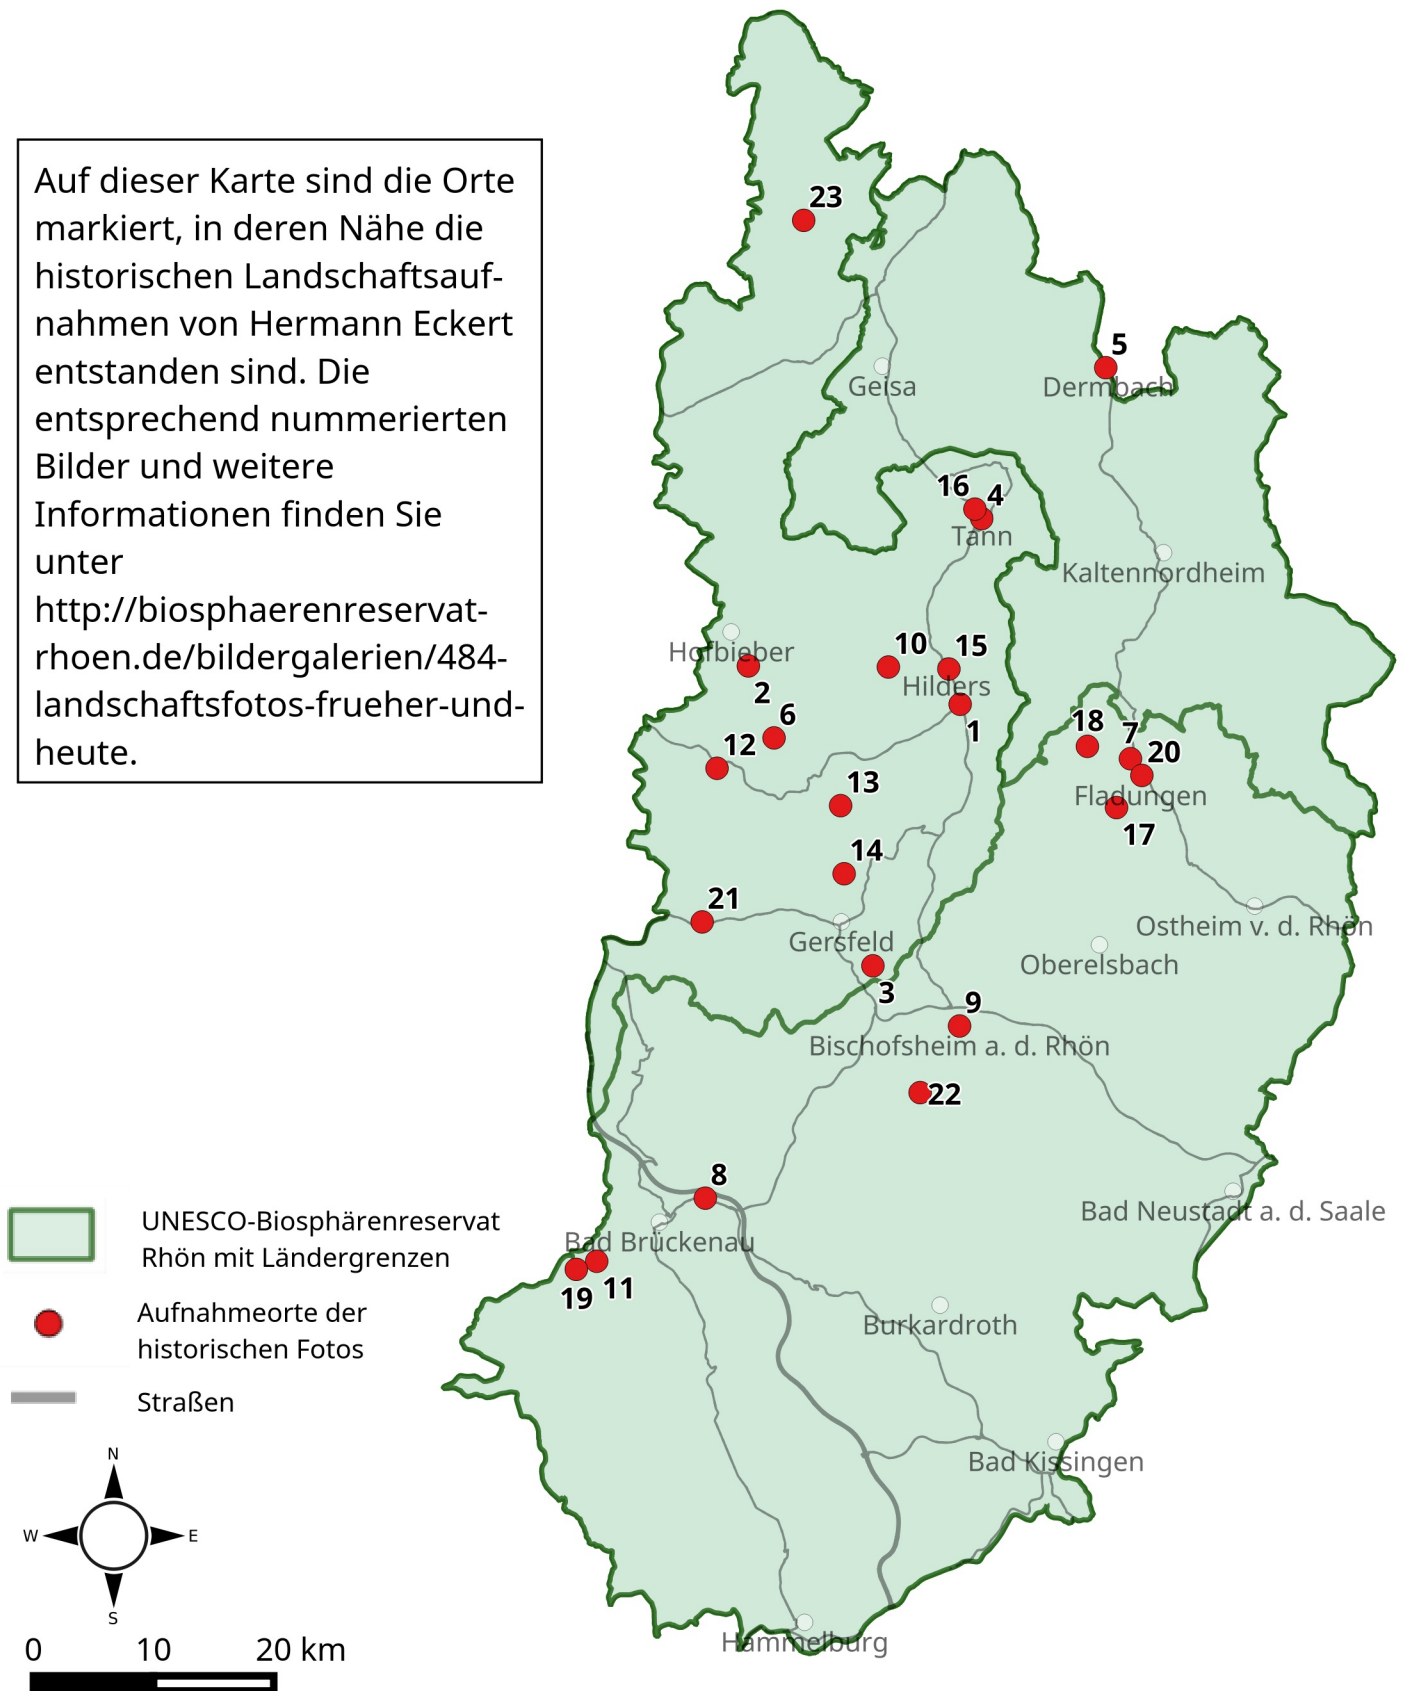 Auf dieser Karte sind die Orte
markiert, in deren Nähe die
historischen Landschaftsauf-
nahmen von Hermann Eckert
entstanden sind. Die
entsprechend nummerierten
Bilder und weitere
Informationen finden Sie
unter
http://biosphaerenreservat-
rhoen.de/bildergalerien/484-
landschaftsfotos-frueher-und-
heute.
23
5
Geisa
Dermbach
16
4
Tann
Kaltennordheim
Hofbieber
10
15
2
Hilders
6
1
18
7
12
20
13
Fladungen
17
14
21
Ostheim v. d. Rhön
Gersfeld
Oberelsbach
3
9
Bischofsheim a. d. Rhön
22
8
Bad Neustadt a. d. Saale
Bad Brückenau
19
11
Burkardroth
Bad Kissingen
Hammelburg
UNESCO-Biosphärenreservat
Rhön mit Ländergrenzen
Aufnahmeorte der
historischen Fotos
Straßen
N
W
E
S
0 10 20 km